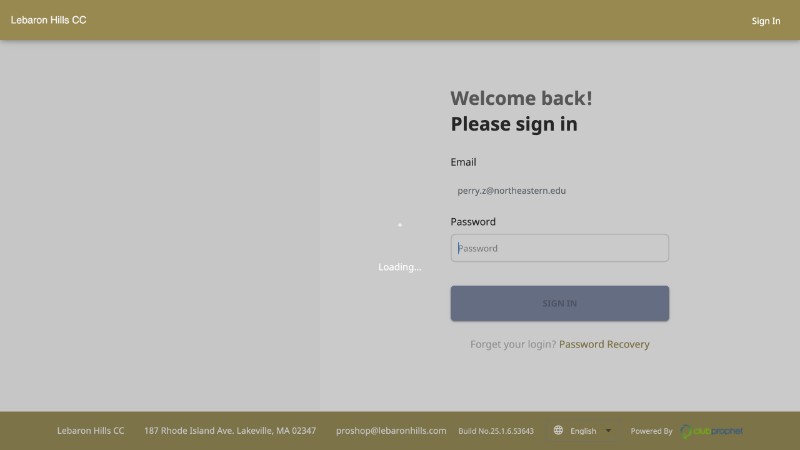 Lebaron Hills CC
Sign In
Welcome back!
Please sign in
Email
perry.z@northeastern.edu
Password
Password
Loading...
SIGN IN
Forget your login? Password Recovery
Lebaron Hills CC 187 Rhode Island Ave. Lakeville, MA 02347 proshop@lebaronhills.com Build No.25.1.6.53643 English Powered By clubprophet